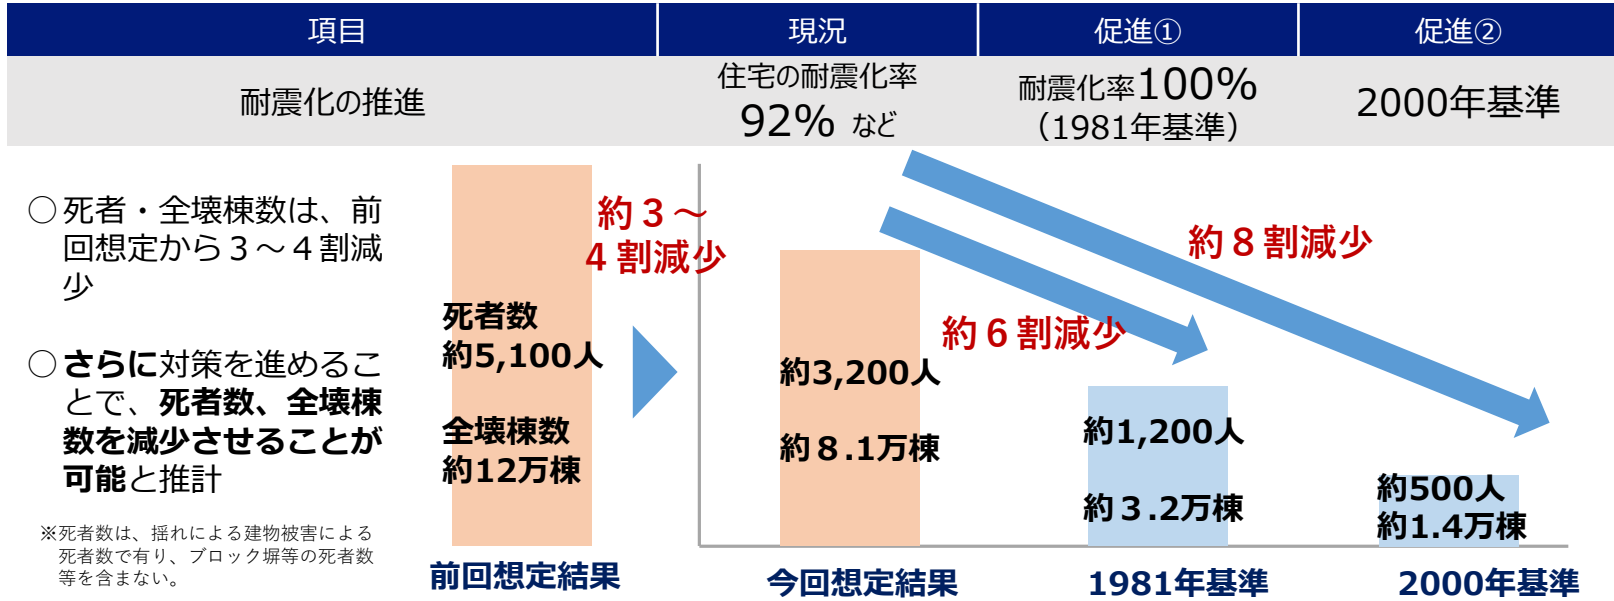 項目
現況
促進①
促進②
耐震化の推進
住宅の耐震化率
92% など
耐震化率100%
（1981年基準）
2000年基準
○死者・全壊棟数は、前
回想定から３～４割減
少
○さらに対策を進めるこ
とで、死者数、全壊棟
数を減少させることが
可能と推計
※死者数は、揺れによる建物被害による
死者数で有り、ブロック塀等の死者数
等を含まない。
死者数
約5,100人
全壊棟数
約12万棟
前回想定結果
約３～
４割減少
約3,200人
約８.1万棟
今回想定結果
約６割減少
約1,200人
約３.2万棟
1981年基準
約８割減少
約500人
約1.4万棟
2000年基準